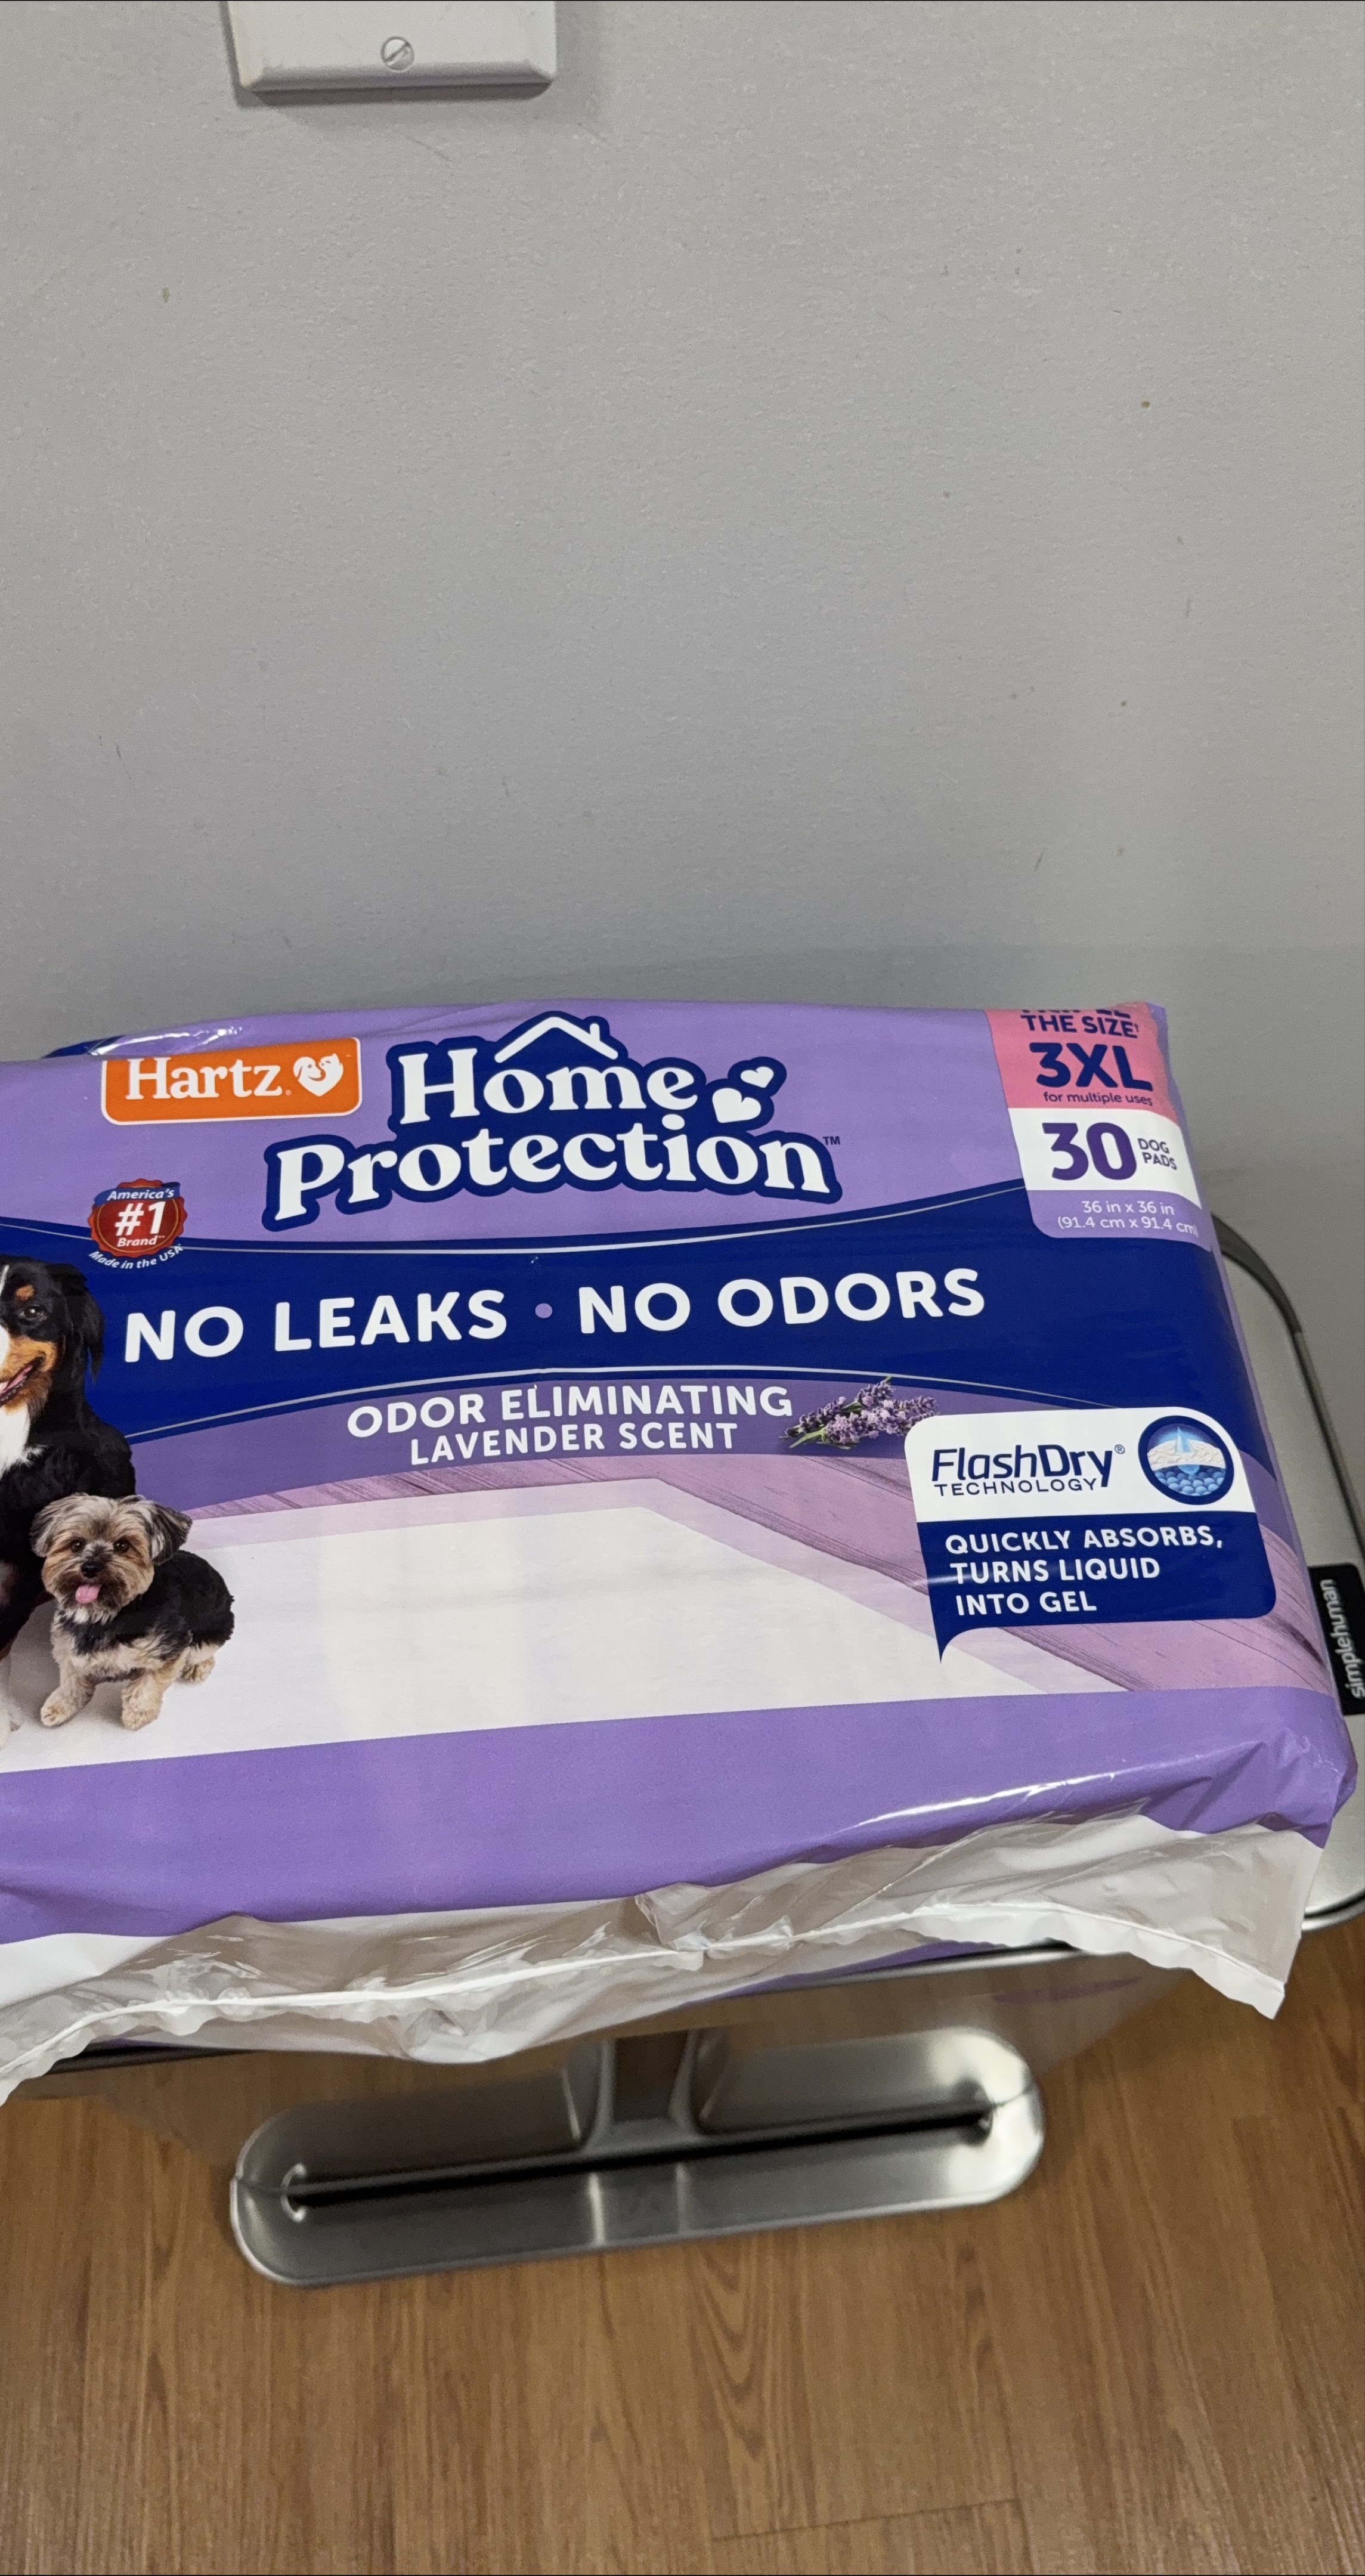 THE SIZE†
3XL
for multiple uses
30 DOG PADS
36 in x 36 in
(91.4 cm x 91.4 cm)
Hartz®
Home
Protection™
America's
#1
Brand**
Made in the USA^
NO LEAKS • NO ODORS
ODOR ELIMINATING
LAVENDER SCENT
FlashDry®
TECHNOLOGY
QUICKLY ABSORBS,
TURNS LIQUID
INTO GEL
simplehuman